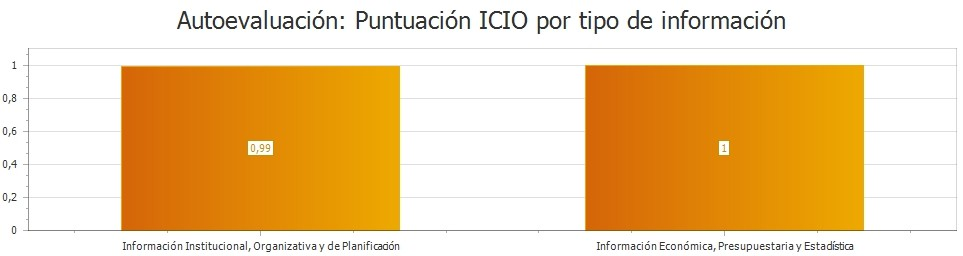 Autoevaluación: Puntuación ICIO por tipo de información
1
0,8
0,6
0,4
0,2
0
0,99
1
Información Institucional, Organizativa y de Planificación
Información Económica, Presupuestaria y Estadística